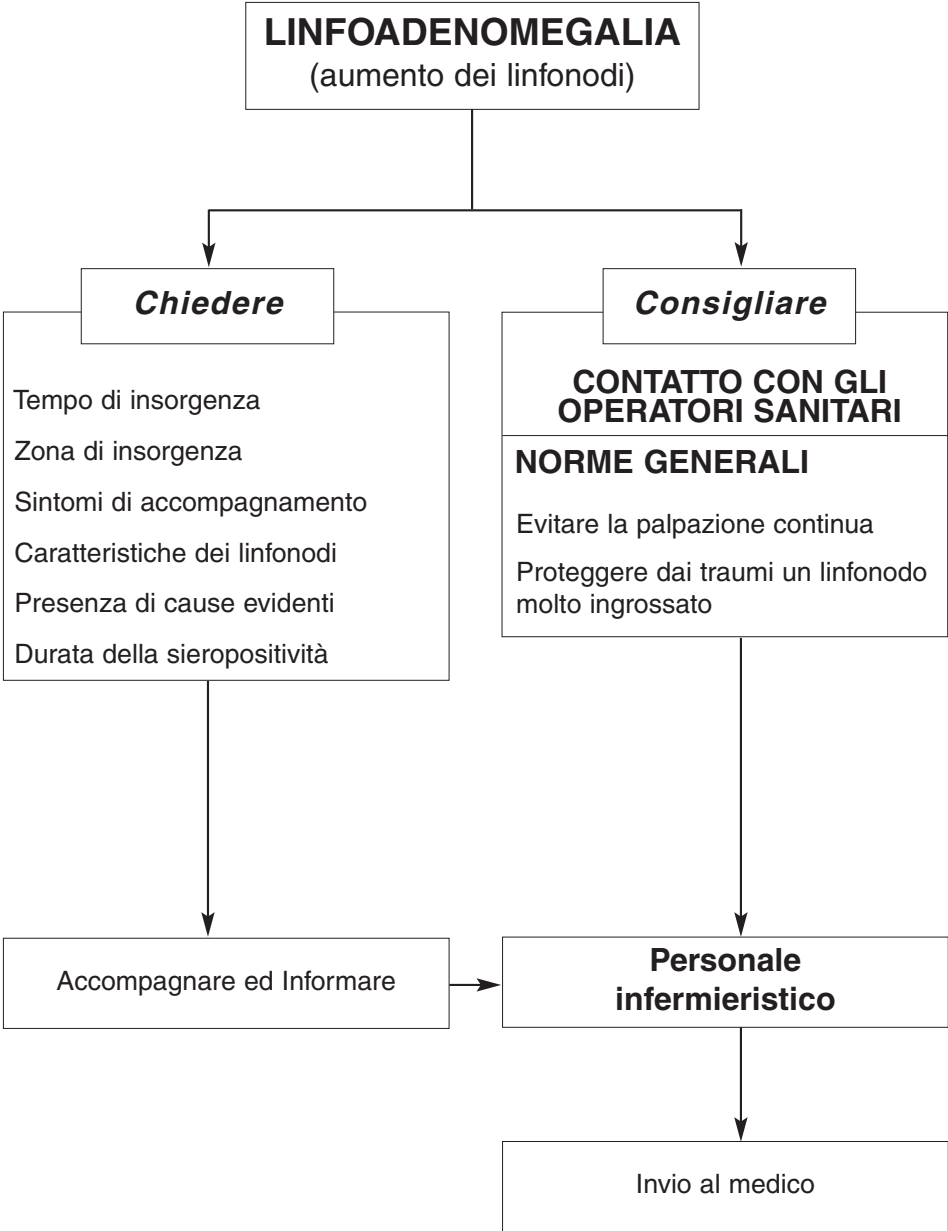 LINFOADENOMEGALIA
(aumento dei linfonodi)
Chiedere
Tempo di insorgenza
Zona di insorgenza
Sintomi di accompagnamento
Caratteristiche dei linfonodi
Presenza di cause evidenti
Durata della sieropositività
Consigliare
CONTATTO CON GLI
OPERATORI SANITARI
NORME GENERALI
Evitare la palpazione continua
Proteggere dai traumi un linfonodo
molto ingrossato
Accompagnare ed Informare
Personale
infermieristico
Invio al medico